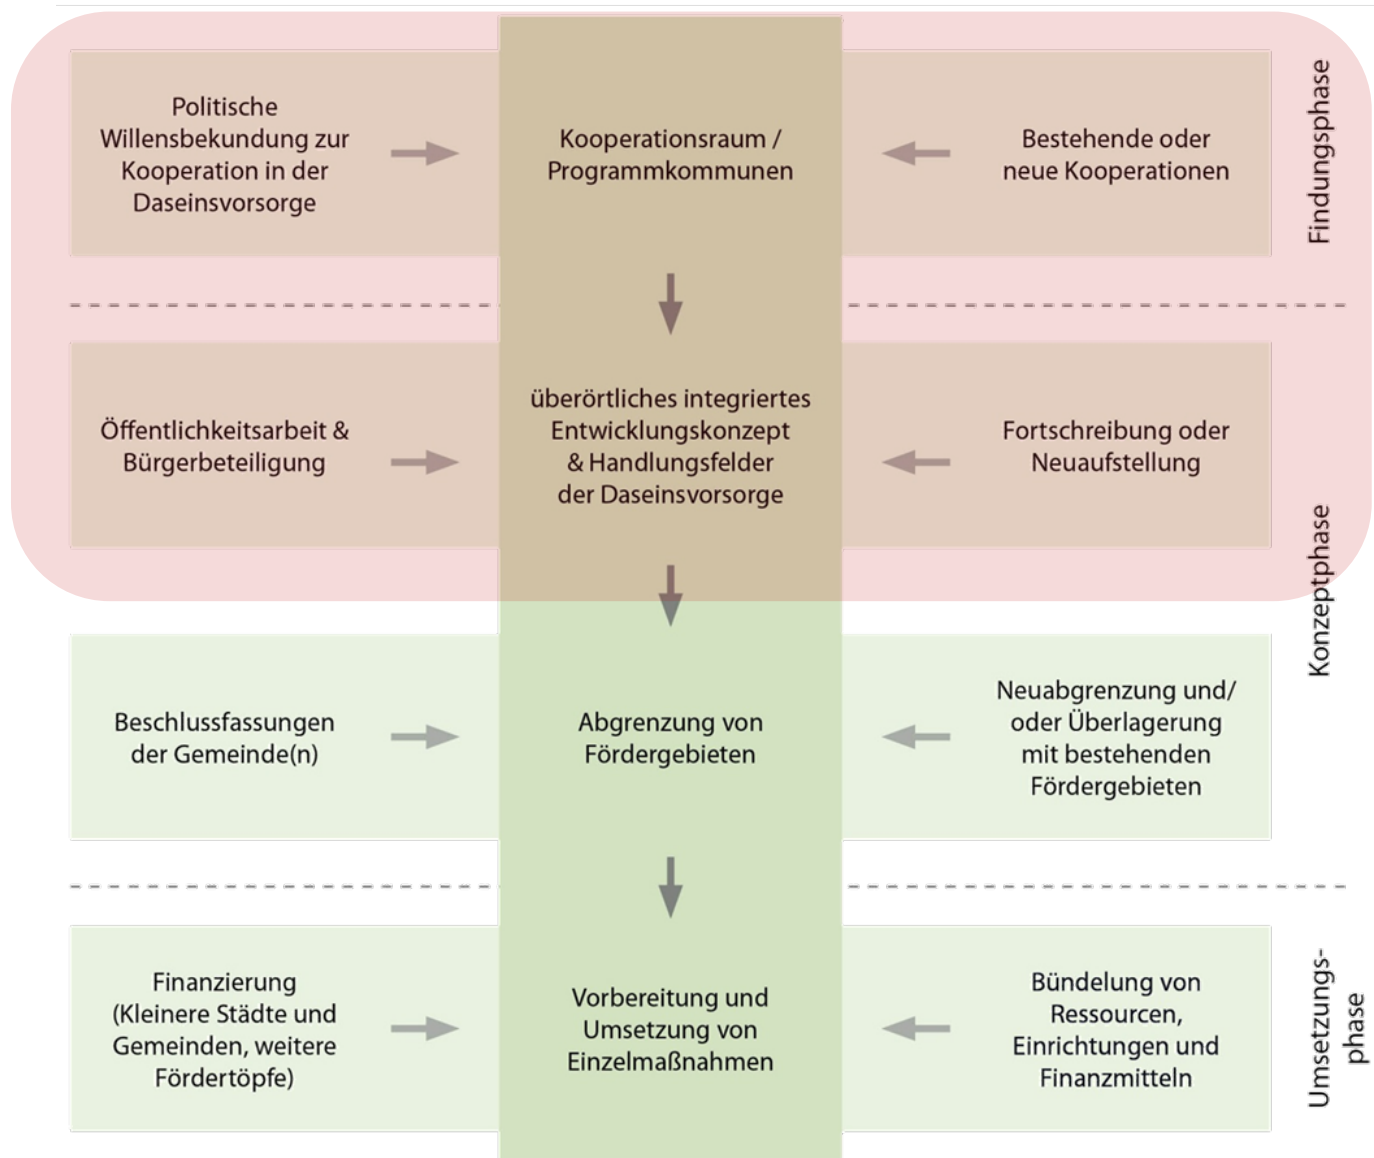 Politische
Willensbekundung zur
Kooperation in der
Daseinsvorsorge
Kooperationsraum /
Programmkommunen
Bestehende oder
neue Kooperationen
Findungsphase
Öffentlichkeitsarbeit &
Bürgerbeteiligung
überörtliches integriertes
Entwicklungskonzept
& Handlungsfelder
der Daseinsvorsorge
Fortschreibung oder
Neuaufstellung
Konzeptphase
Beschlussfassungen
der Gemeinde(n)
Abgrenzung von
Fördergebieten
Neuabgrenzung und/
oder Überlagerung
mit bestehenden
Fördergebieten
Finanzierung
(Kleinere Städte und
Gemeinden, weitere
Fördertöpfe)
Vorbereitung und
Umsetzung von
Einzelmaßnahmen
Bündelung von
Ressourcen,
Einrichtungen und
Finanzmitteln
Umsetzungs-
phase